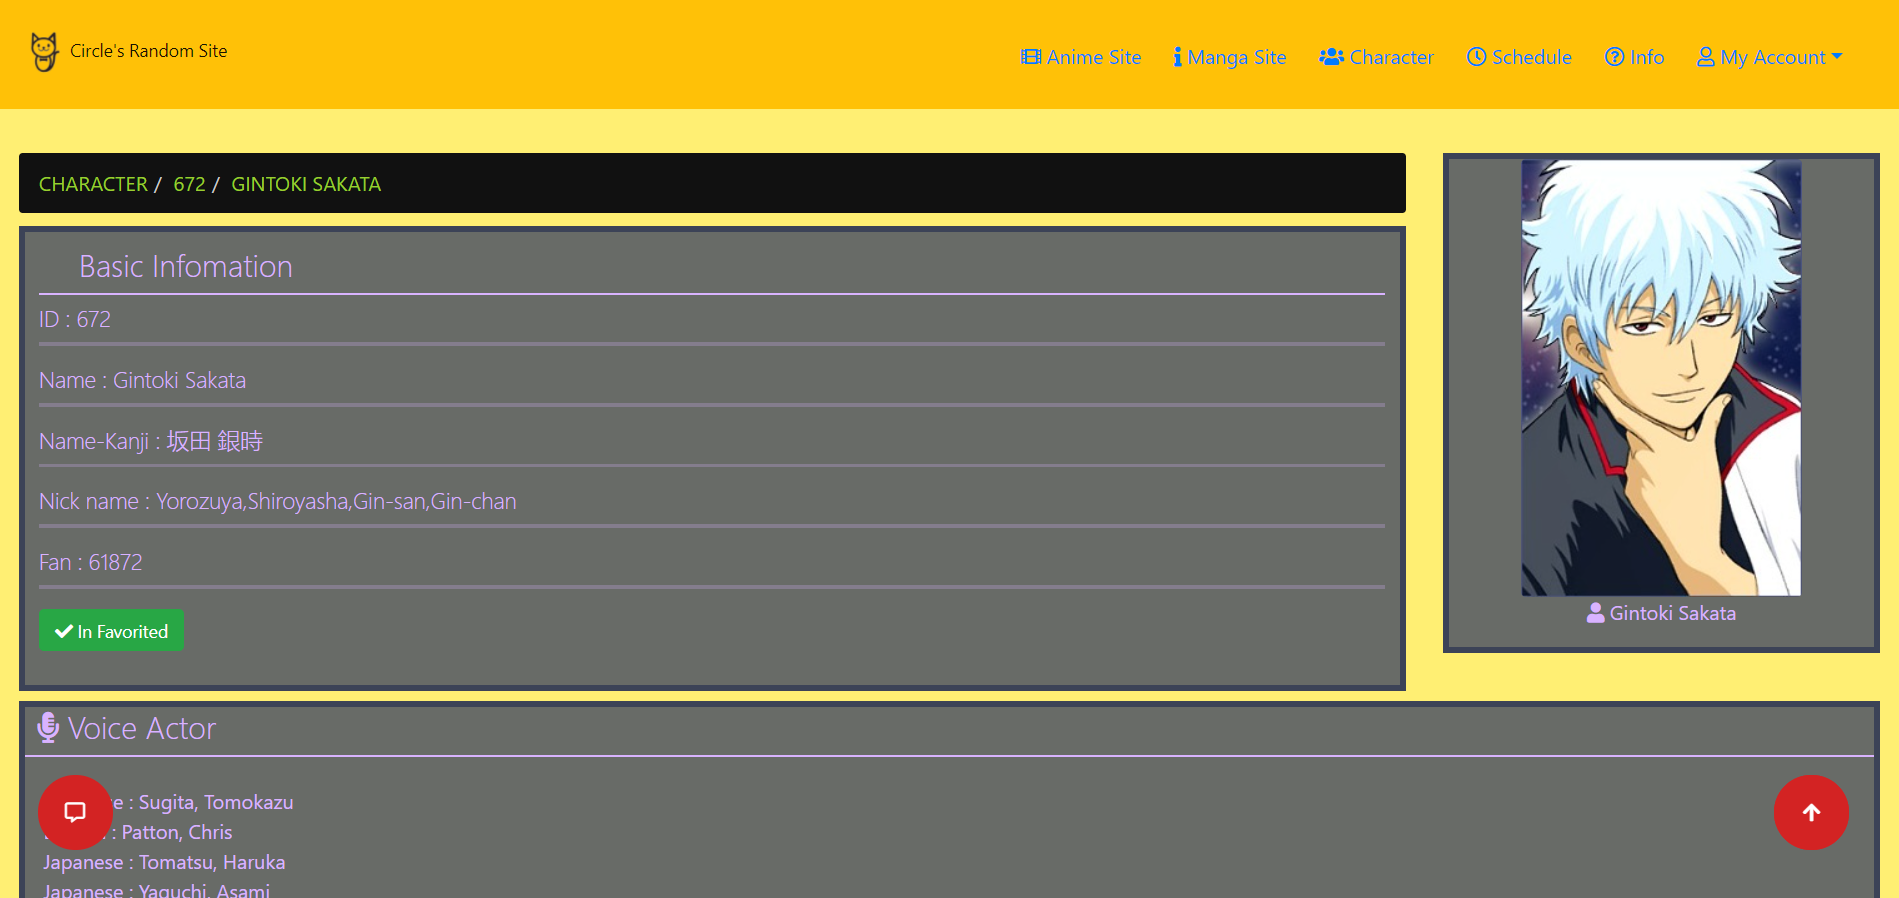 Circle's Random Site
Anime Site Manga Site Character Schedule Info My Account
CHARACTER / 672 / GINTOKI SAKATA
Basic Infomation
ID : 672
Name : Gintoki Sakata
Name-Kanji : 坂田 銀時
Nick name : Yorozuya,Shiroyasha,Gin-san,Gin-chan
Fan : 61872
In Favorited
Gintoki Sakata
Voice Actor
e : Sugita, Tomokazu
: Patton, Chris
Japanese : Tomatsu, Haruka
Japanese : Yaguchi, Asami